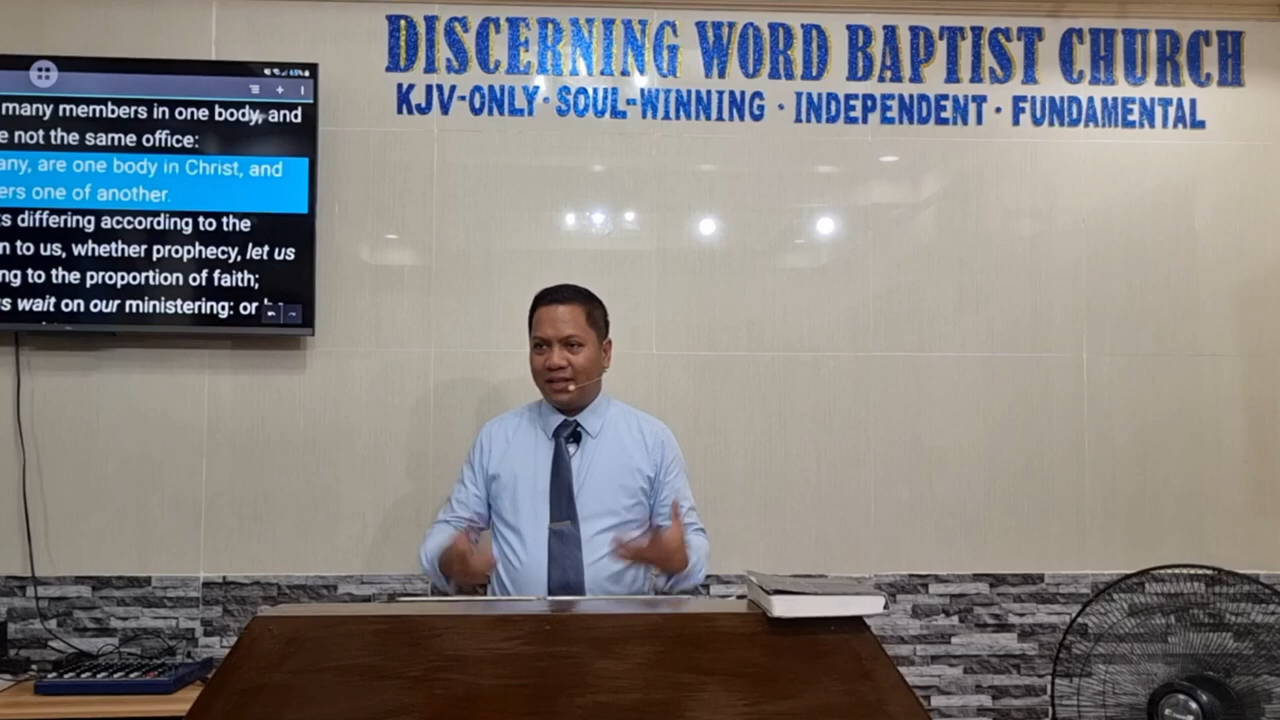 DISCERNING WORD BAPTIST CHURCH
KJV-ONLY · SOUL-WINNING · INDEPENDENT · FUNDAMENTAL
65%
many members in one body, and
not the same office:
any, are one body in Christ, and
ers one of another.
s differing according to the
n to us, whether prophecy, let us
ng to the proportion of faith;
s wait on our ministering: or